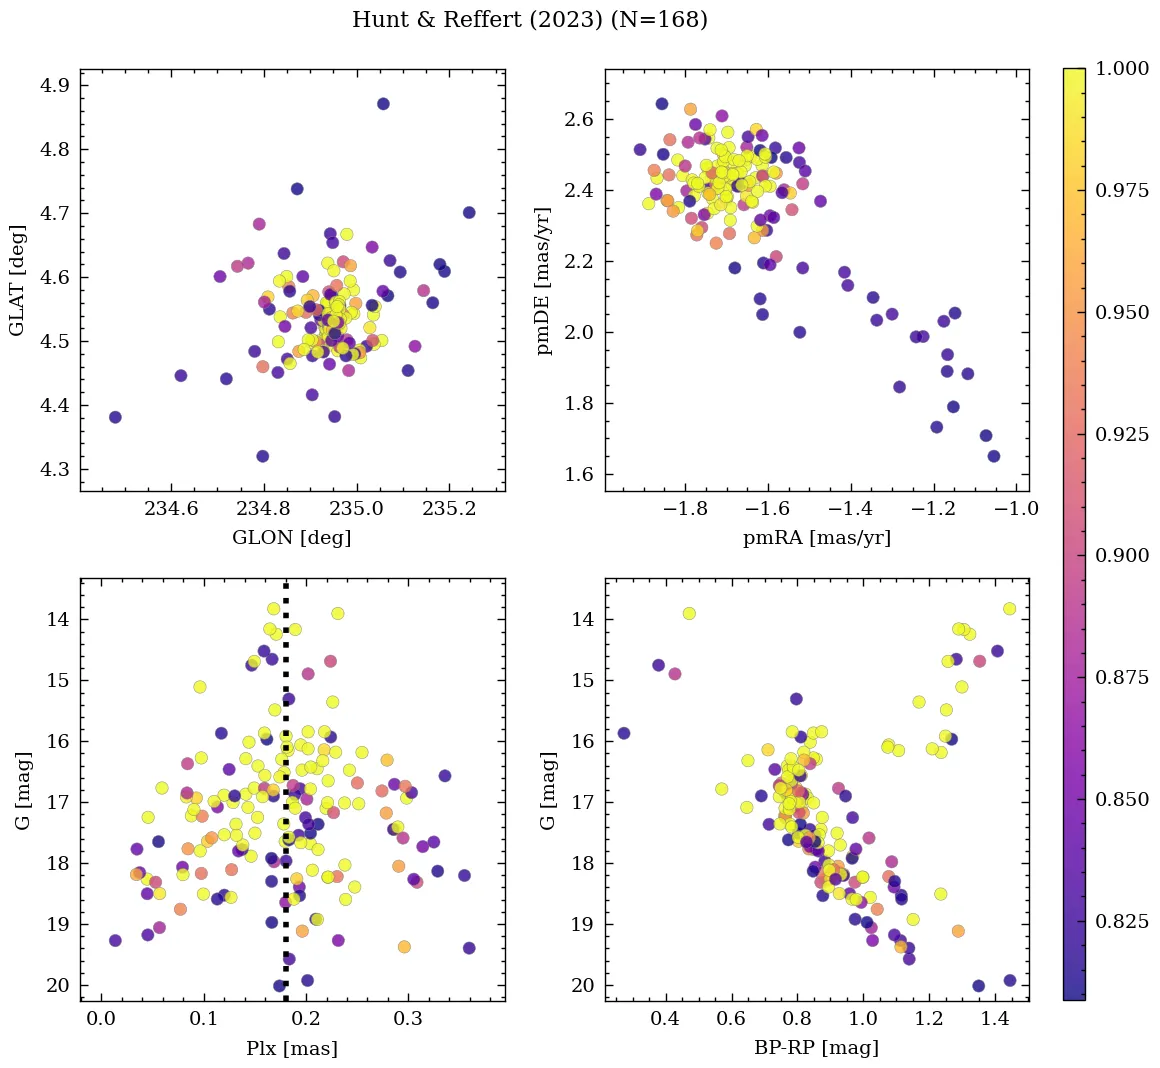 Hunt & Reffert (2023) (N=168)
4.9
4.8
4.7
4.6
4.5
4.4
4.3
GLAT [deg]
234.6 234.8 235.0 235.2
GLON [deg]
2.6
2.4
2.2
2.0
1.8
1.6
pmDE [mas/yr]
−1.8 −1.6 −1.4 −1.2 −1.0
pmRA [mas/yr]
14
15
16
17
18
19
20
G [mag]
0.0 0.1 0.2 0.3
Plx [mas]
14
15
16
17
18
19
20
G [mag]
0.4 0.6 0.8 1.0 1.2 1.4
BP-RP [mag]
1.000
0.975
0.950
0.925
0.900
0.875
0.850
0.825